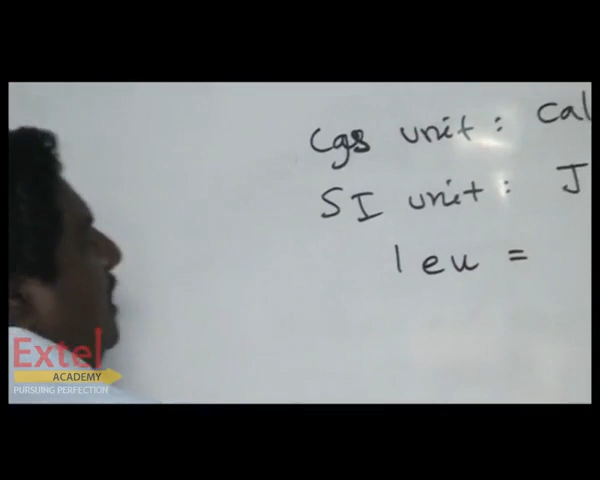 Cgs unit : Cal
SI unit : J
1 eu =
Extel
ACADEMY
PURSUING PERFECTION